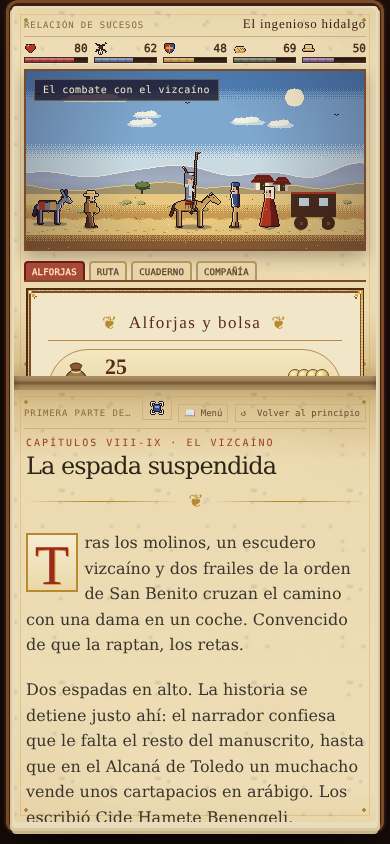 RELACIÓN DE SUCESOS
El ingenioso hidalgo
80 62 48 69 50
El combate con el vizcaíno
ALFORJAS RUTA CUADERNO COMPAÑÍA
Alforjas y bolsa
25
PRIMERA PARTE DE… Menú Volver al principio
CAPÍTULOS VIII-IX · EL VIZCAÍNO
La espada suspendida
Tras los molinos, un escudero
vizcaíno y dos frailes de la orden
de San Benito cruzan el camino
con una dama en un coche. Convencido
de que la raptan, los retas.
Dos espadas en alto. La historia se
detiene justo ahí: el narrador confiesa
que le falta el resto del manuscrito, hasta
que en el Alcaná de Toledo un muchacho
vende unos cartapacios en arábigo. Los
escribió Cide Hamete Benengeli.